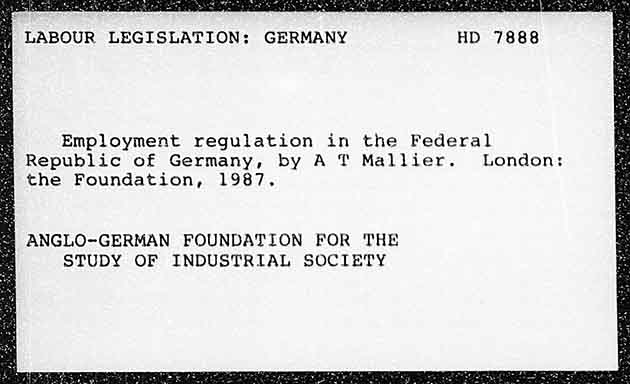 LABOUR LEGISLATION: GERMANY HD 7888
Employment regulation in the Federal
Republic of Germany, by A T Mallier. London:
the Foundation, 1987.
ANGLO-GERMAN FOUNDATION FOR THE
STUDY OF INDUSTRIAL SOCIETY